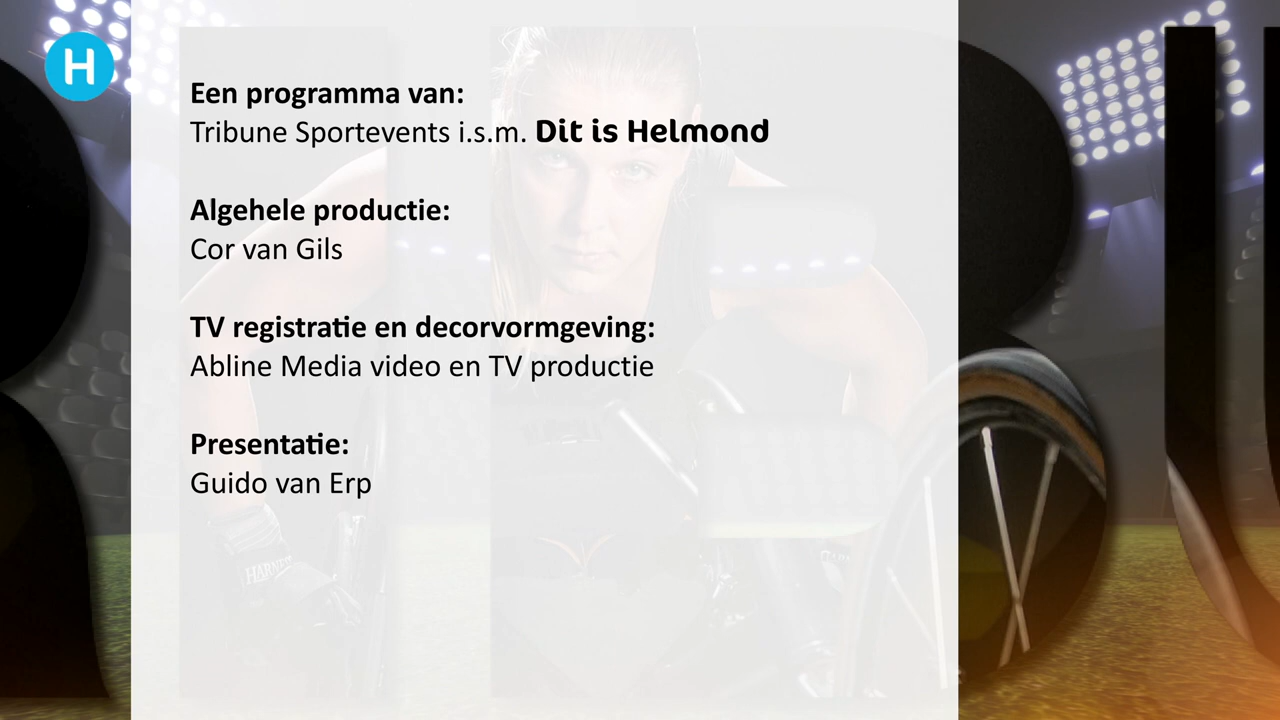 H
Een programma van:
Tribune Sportevents i.s.m. Dit is Helmond
Algehele productie:
Cor van Gils
TV registratie en decorvormgeving:
Abline Media video en TV productie
Presentatie:
Guido van Erp